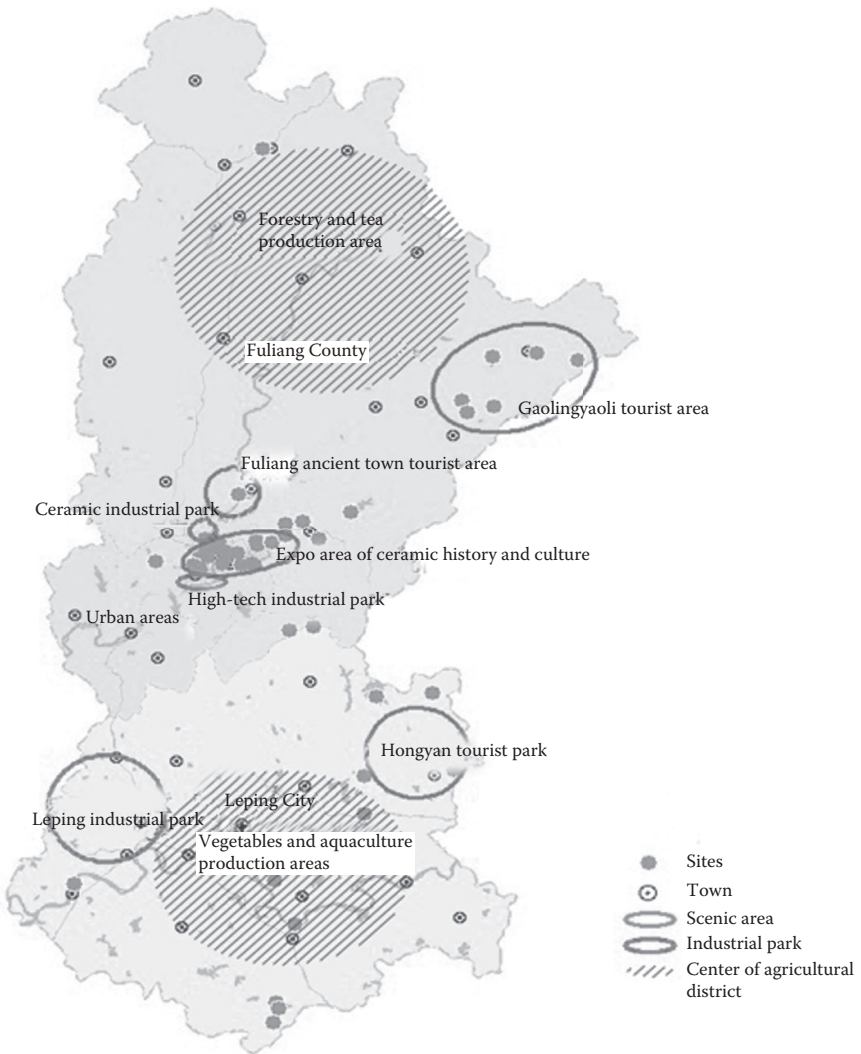 Forestry and tea
production area
Fuliang County
Gaolingyaoli tourist area
Fuliang ancient town tourist area
Ceramic industrial park
Expo area of ceramic history and culture
High-tech industrial park
Urban areas
Hongyan tourist park
Leping City
Leping industrial park
Vegetables and aquaculture
production areas
Sites
Town
Scenic area
Industrial park
Center of agricultural
district